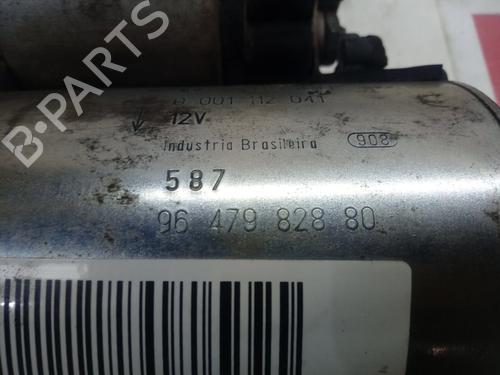 B-Parts
0 001 112 041
12V
Industria Brasileira 908
587
96 479 828 80